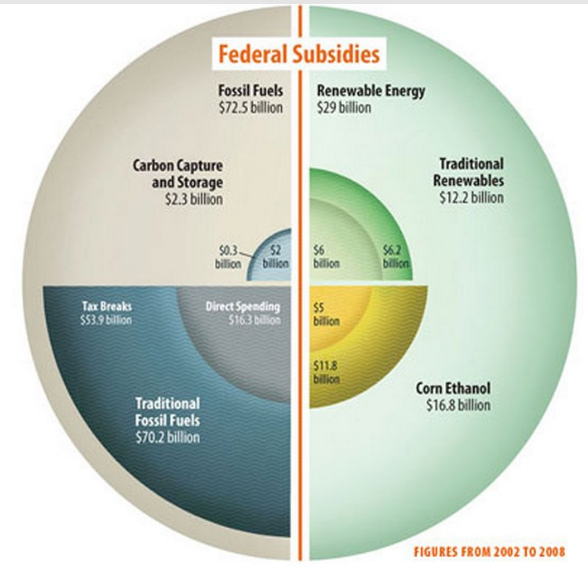 Federal Subsidies
Fossil Fuels
$72.5 billion
Renewable Energy
$29 billion
Carbon Capture
and Storage
$2.3 billion
Traditional
Renewables
$12.2 billion
$0.3
billion
$2
billion
$6
billion
$6.2
billion
Tax Breaks
$53.9 billion
Direct Spending
$16.3 billion
$5
billion
$11.8
billion
Traditional
Fossil Fuels
$70.2 billion
Corn Ethanol
$16.8 billion
FIGURES FROM 2002 TO 2008